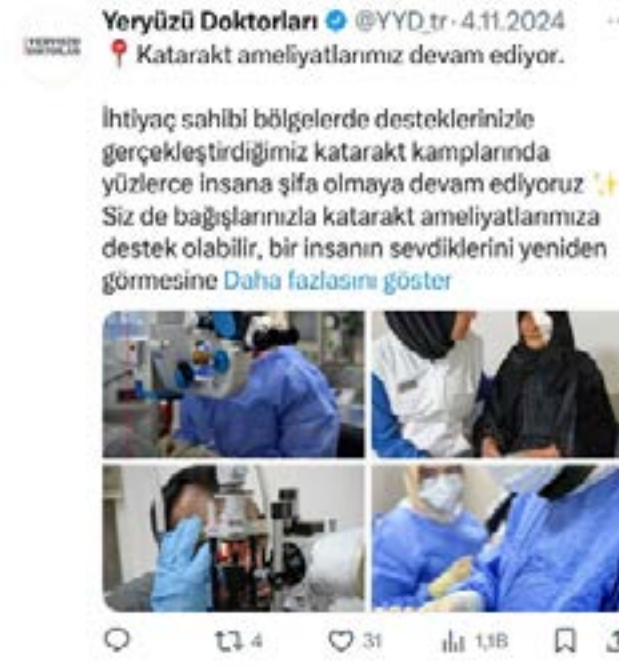 Yeryüzü Doktorları @YYD_tr · 4.11.2024
YERYÜZÜ
DOKTORLARI
📍 Katarakt ameliyatlarımız devam ediyor.
İhtiyaç sahibi bölgelerde desteklerinizle
gerçekleştirdiğimiz katarakt kamplarında
yüzlerce insana şifa olmaya devam ediyoruz ✨
Siz de bağışlarınızla katarakt ameliyatlarımıza
destek olabilir, bir insanın sevdiklerini yeniden
görmesine Daha fazlasını göster
4 31 1,1B